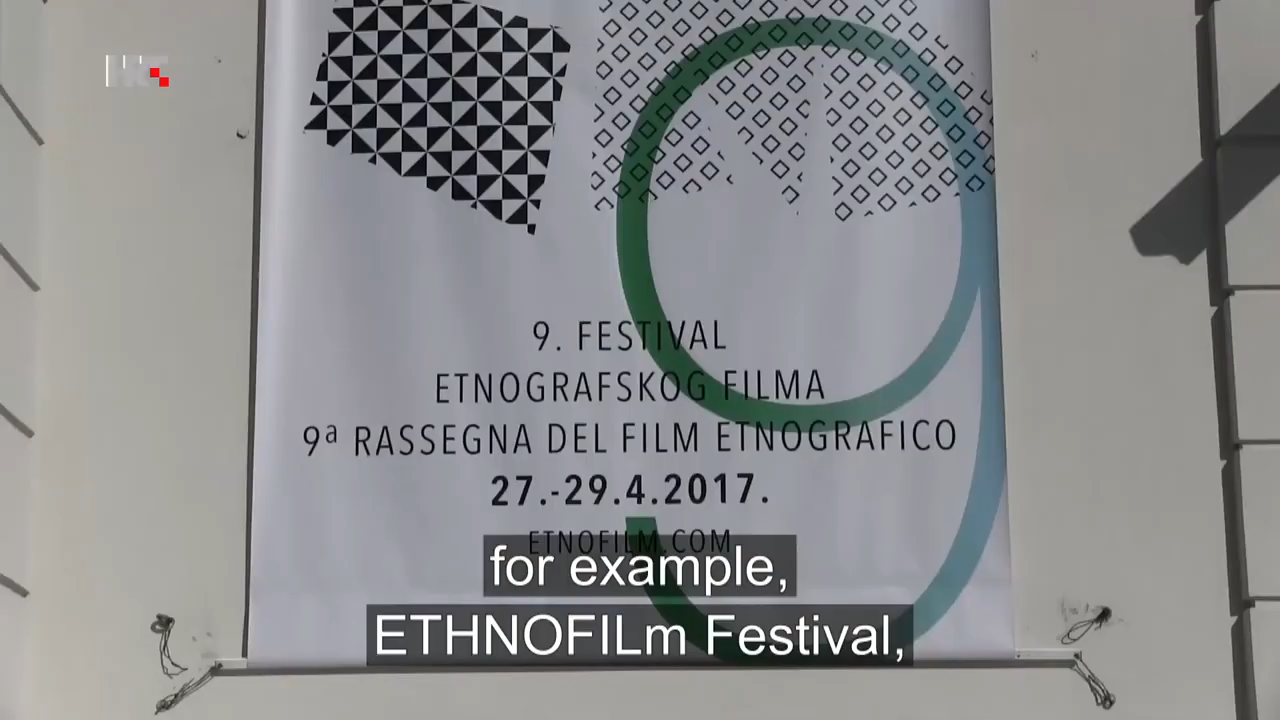 HRT
9. FESTIVAL
ETNOGRAFSKOG FILMA
9ª RASSEGNA DEL FILM ETNOGRAFICO
27.-29.4.2017.
ETNOFILM.COM
for example,
ETHNOFILm Festival,